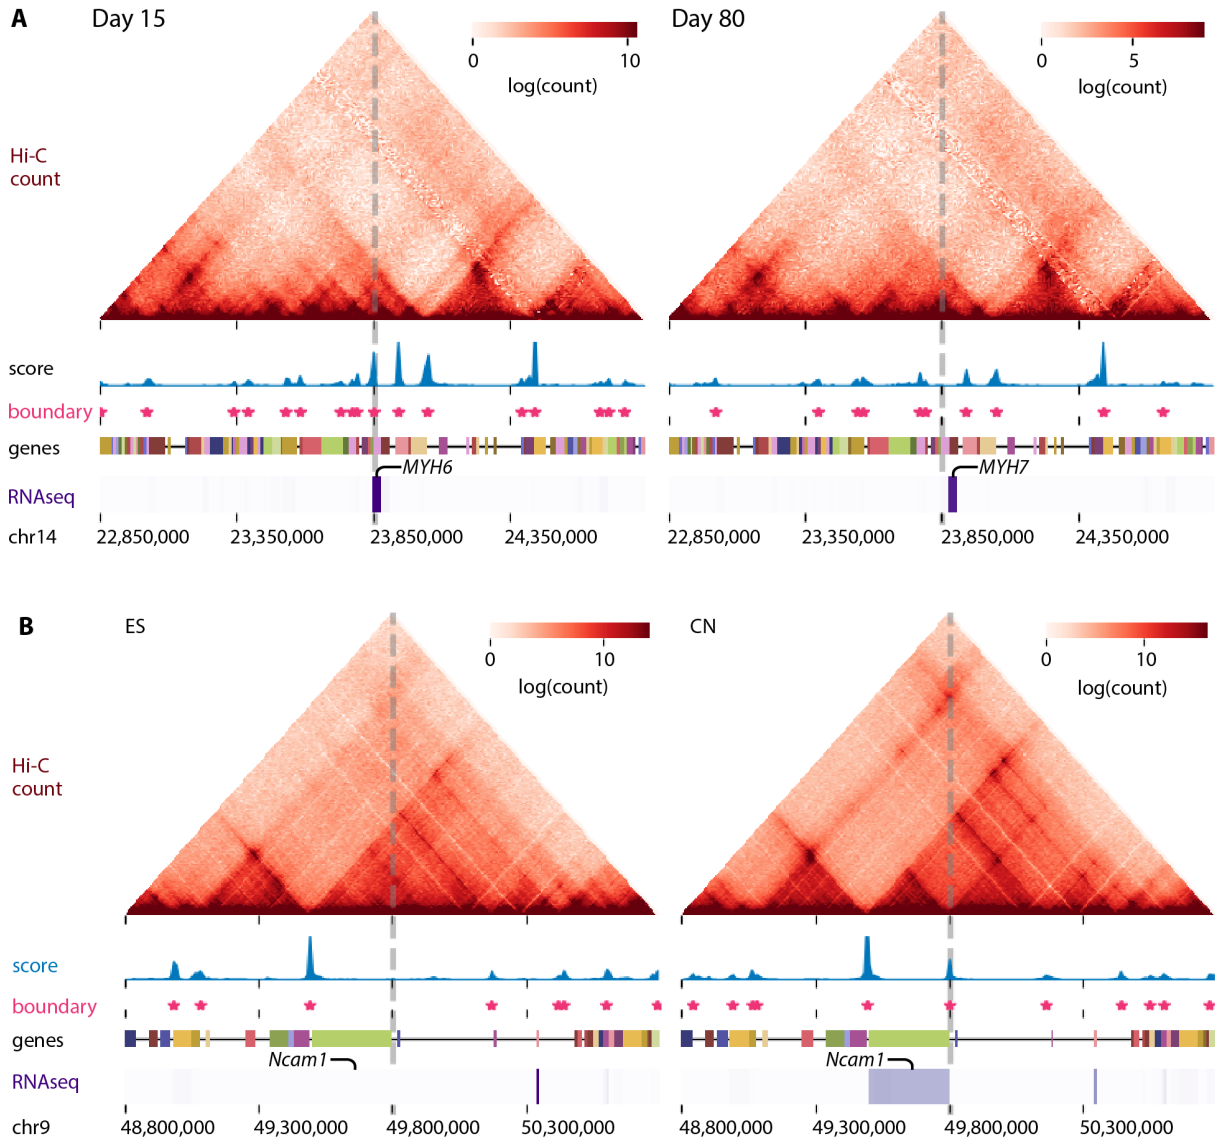 A
Day 15
0
10
log(count)
Day 80
0
5
log(count)
Hi-C
count
score
boundary
genes
MYH6
MYH7
RNAseq
chr14
22,850,000
23,350,000
23,850,000
24,350,000
22,850,000
23,350,000
23,850,000
24,350,000
B
ES
0
10
log(count)
CN
0
10
log(count)
Hi-C
count
score
boundary
genes
Ncam1
Ncam1
RNAseq
chr9
48,800,000
49,300,000
49,800,000
50,300,000
48,800,000
49,300,000
49,800,000
50,300,000